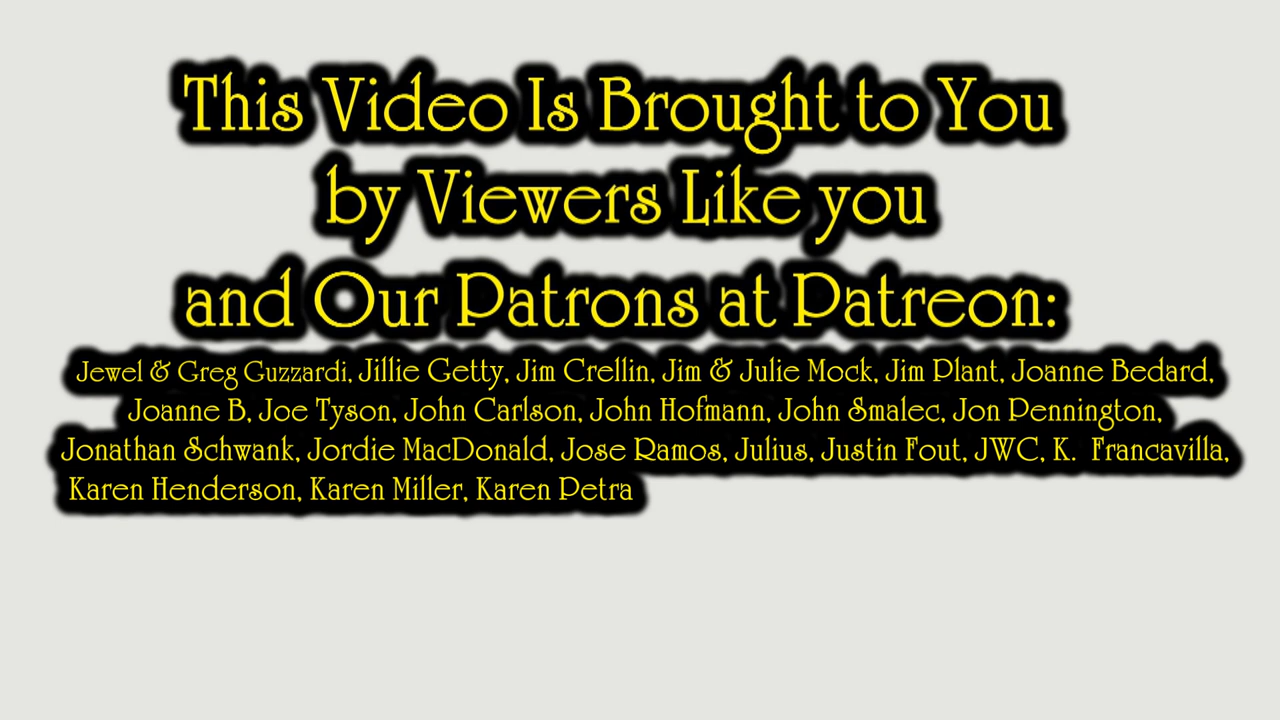 This Video Is Brought to You
by Viewers Like you
and Our Patrons at Patreon:
Jewel & Greg Guzzardi, Jillie Getty, Jim Crellin, Jim & Julie Mock, Jim Plant, Joanne Bedard,
Joanne B, Joe Tyson, John Carlson, John Hofmann, John Smalec, Jon Pennington,
Jonathan Schwank, Jordie MacDonald, Jose Ramos, Julius, Justin Fout, JWC, K.  Francavilla,
Karen Henderson, Karen Miller, Karen Petra